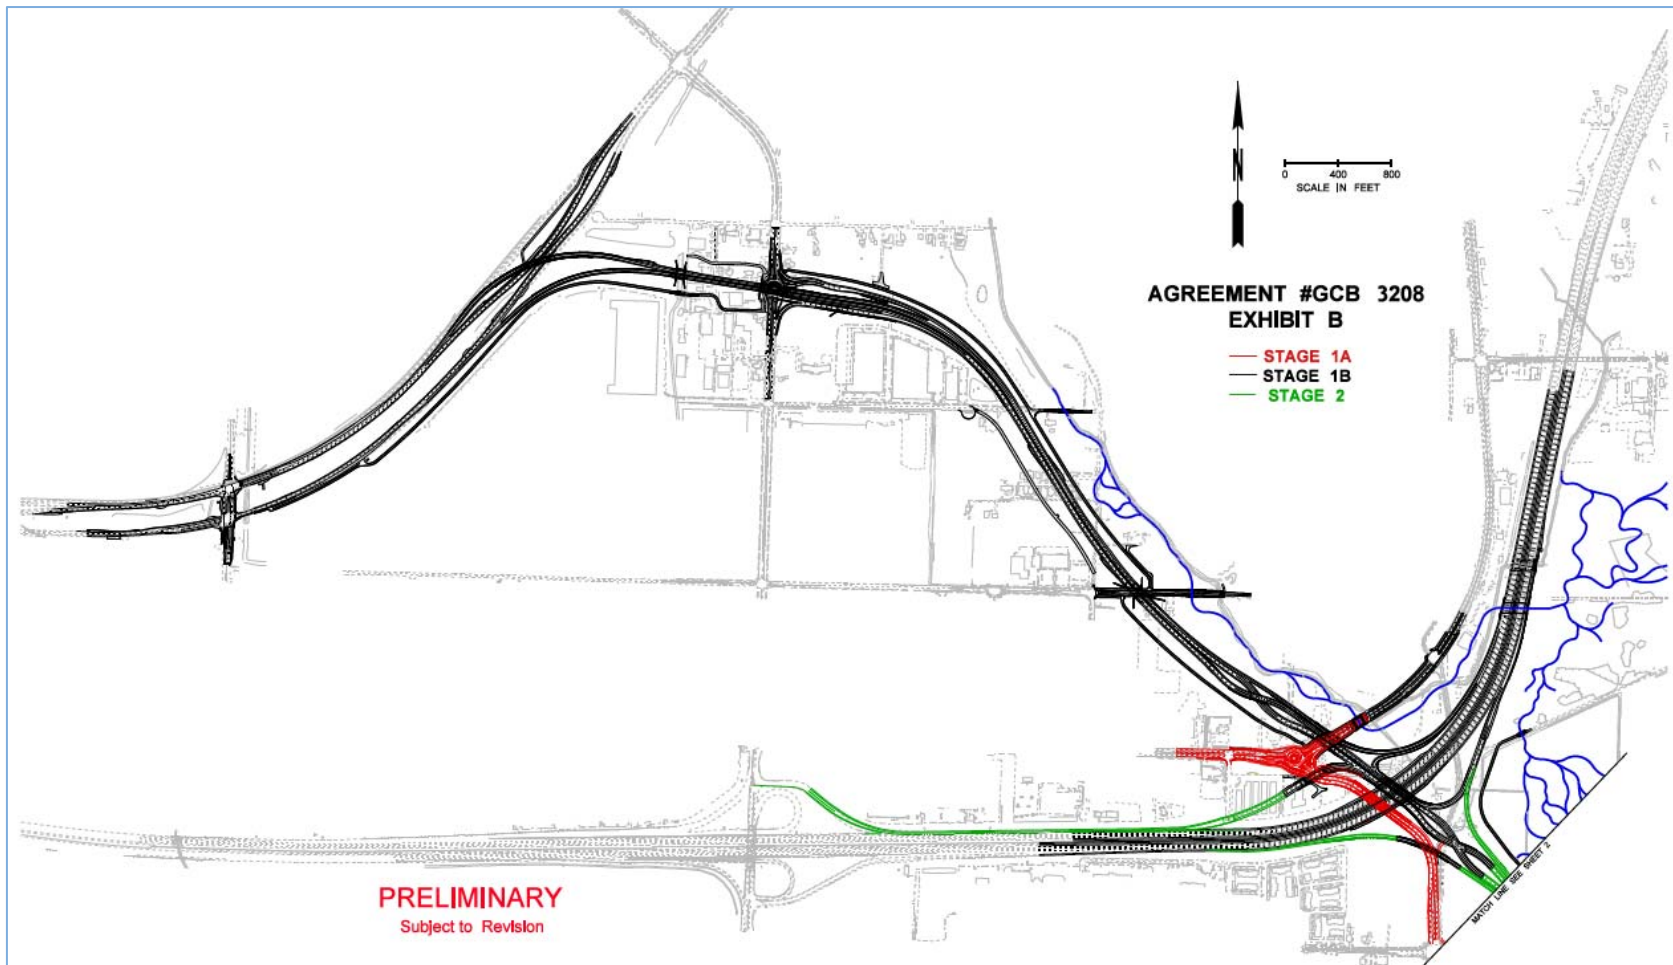 N
0 400 800
SCALE IN FEET
AGREEMENT #GCB 3208
EXHIBIT B
STAGE 1A
STAGE 1B
STAGE 2
MATCH LINE SEE SHEET 2
PRELIMINARY
Subject to Revision